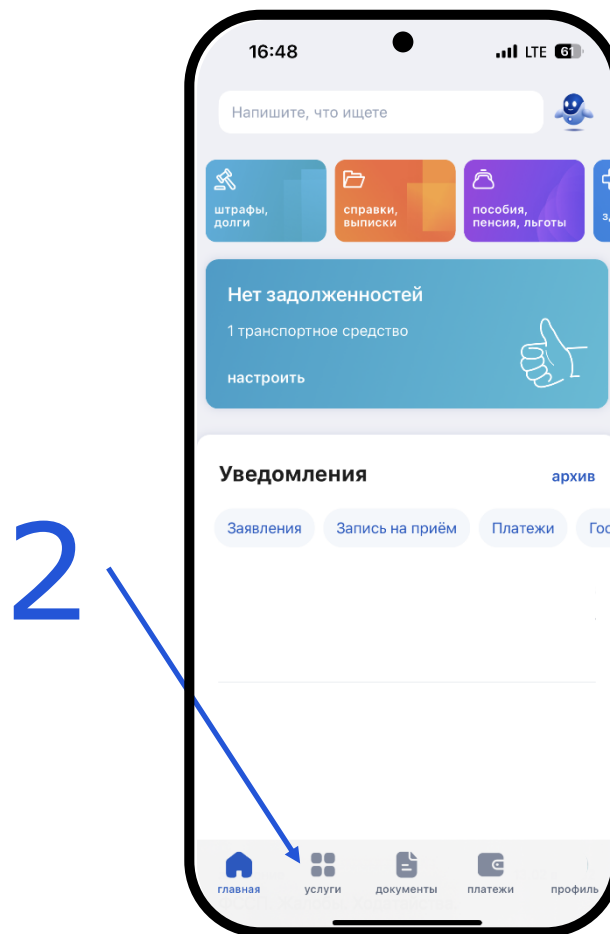 16:48 LTE 61
Напишите, что ищете
штрафы,
долги
справки,
выписки
пособия,
пенсия, льготы
Нет задолженностей
1 транспортное средство
настроить
Уведомления архив
Заявления Запись на приём Платежи
2
главная услуги документы платежи профиль